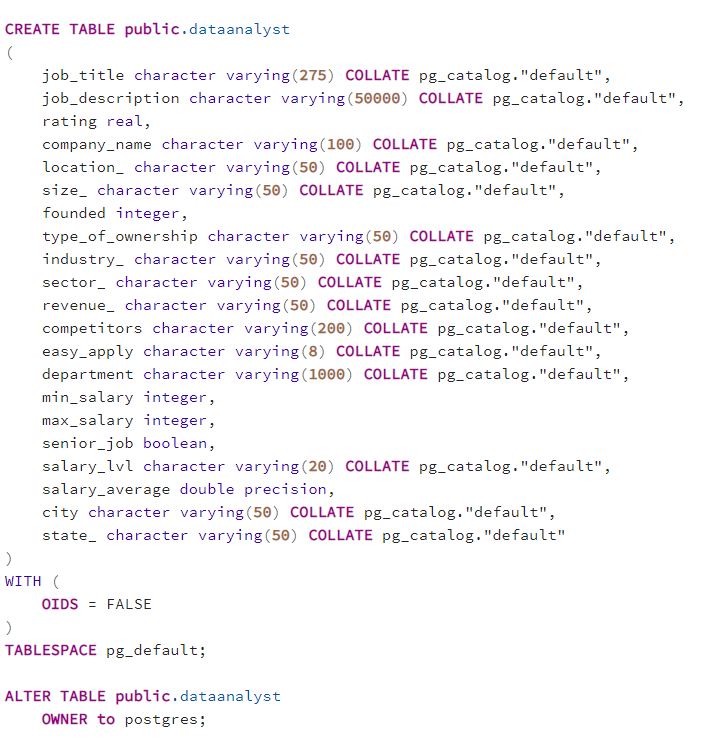 CREATE TABLE public.dataanalyst
(
    job_title character varying(275) COLLATE pg_catalog."default",
    job_description character varying(50000) COLLATE pg_catalog."default",
    rating real,
    company_name character varying(100) COLLATE pg_catalog."default",
    location_ character varying(50) COLLATE pg_catalog."default",
    size_ character varying(50) COLLATE pg_catalog."default",
    founded integer,
    type_of_ownership character varying(50) COLLATE pg_catalog."default",
    industry_ character varying(50) COLLATE pg_catalog."default",
    sector_ character varying(50) COLLATE pg_catalog."default",
    revenue_ character varying(50) COLLATE pg_catalog."default",
    competitors character varying(200) COLLATE pg_catalog."default",
    easy_apply character varying(8) COLLATE pg_catalog."default",
    department character varying(1000) COLLATE pg_catalog."default",
    min_salary integer,
    max_salary integer,
    senior_job boolean,
    salary_lvl character varying(20) COLLATE pg_catalog."default",
    salary_average double precision,
    city character varying(50) COLLATE pg_catalog."default",
    state_ character varying(50) COLLATE pg_catalog."default"
)
WITH (
    OIDS = FALSE
)
TABLESPACE pg_default;

ALTER TABLE public.dataanalyst
    OWNER to postgres;